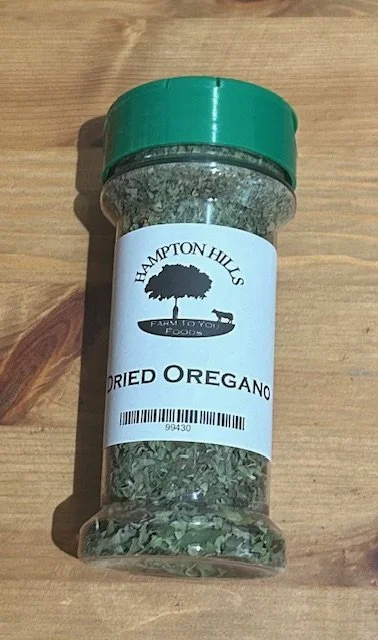 HAMPTON HILLS
FARM TO YOU
FOODS
DRIED OREGANO
99430